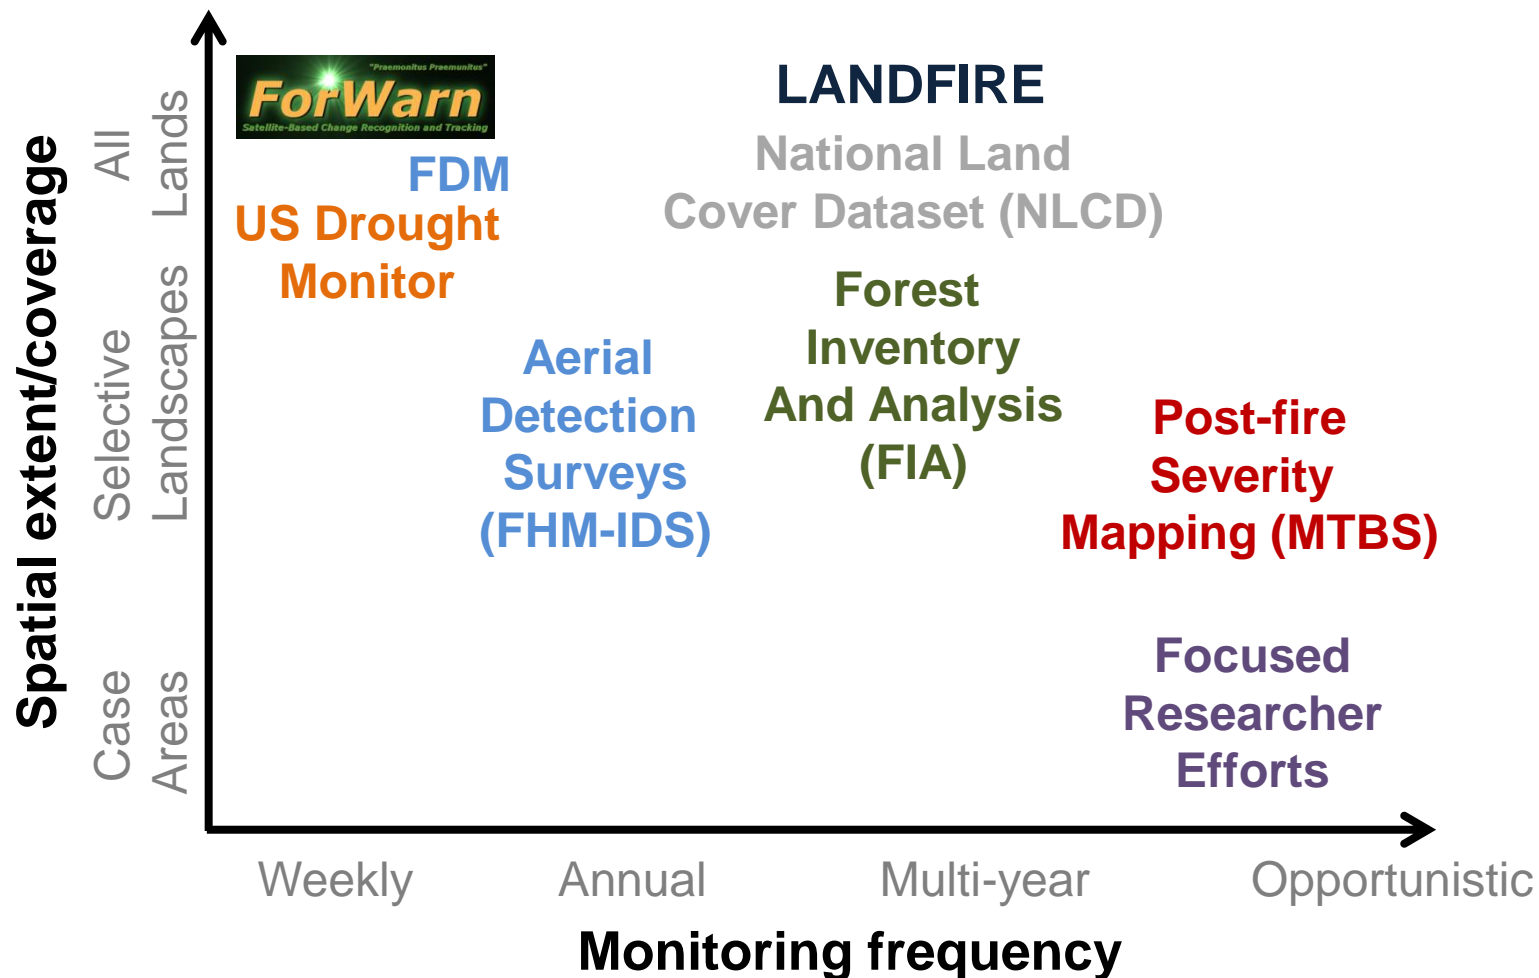 Spatial extent/coverage
All
Lands
Selective
Landscapes
Case
Areas
"Praemonitus Praemunitus"
ForWarn
Satellite-Based Change Recognition and Tracking
FDM
US Drought
Monitor
LANDFIRE
National Land
Cover Dataset (NLCD)
Aerial
Detection
Surveys
(FHM-IDS)
Forest
Inventory
And Analysis
(FIA)
Post-fire
Severity
Mapping (MTBS)
Focused
Researcher
Efforts
Weekly
Annual
Multi-year
Opportunistic
Monitoring frequency